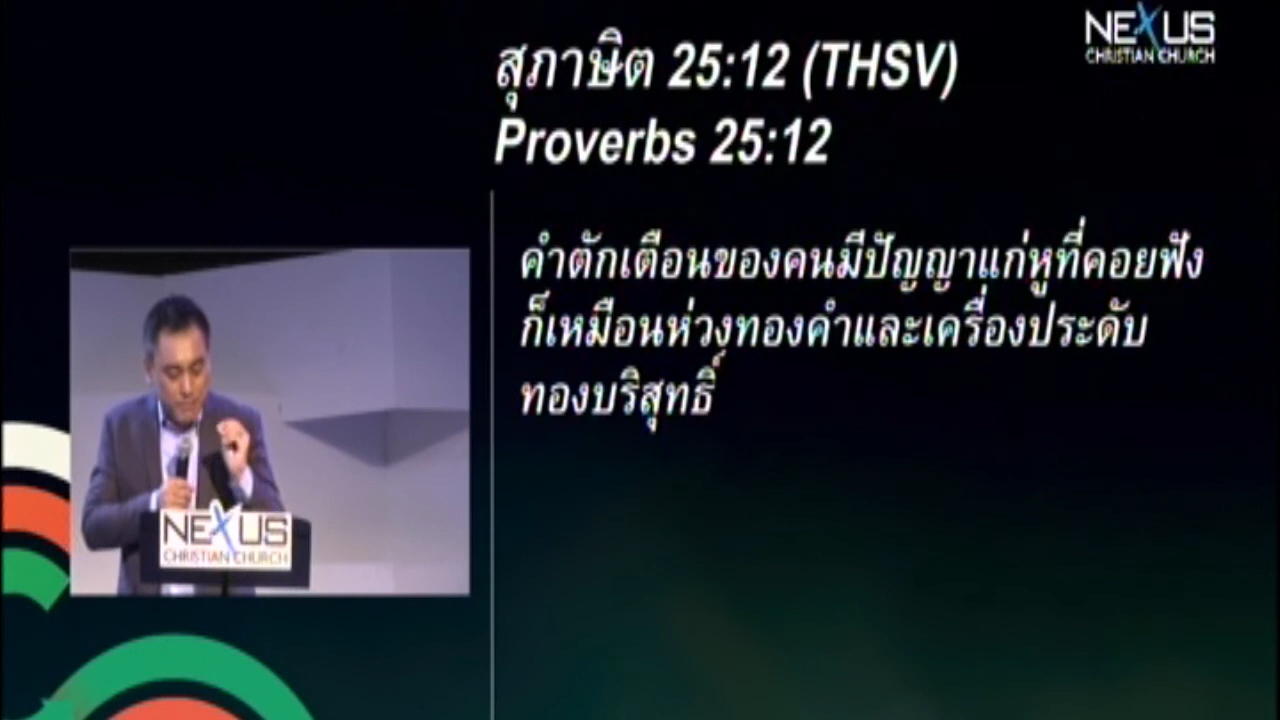 สุภาษิต 25:12 (THSV)
Proverbs 25:12
NEXUS
CHRISTIAN CHURCH
คำตักเตือนของคนมีปัญญาแก่หูที่คอยฟัง
ก็เหมือนห่วงทองคำและเครื่องประดับ
ทองบริสุทธิ์
NEXUS
CHRISTIAN CHURCH